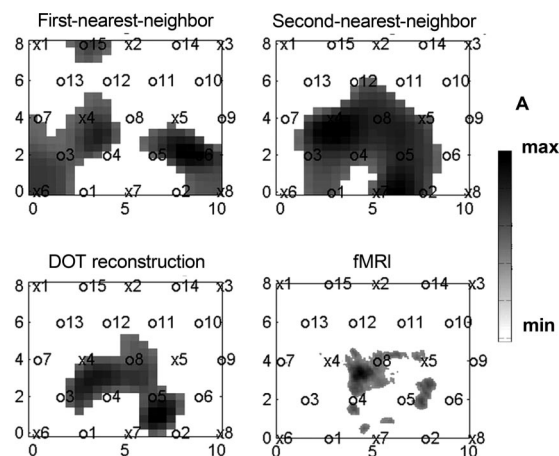 First-nearest-neighbor
8 x1 o15 x2 o14 x3
6 o13 o12 o11 o10
4 o7 x4 o8 x5 o9
2 o3 o4 o5
0 x6 o1 x7 o2 x8
0 5 10
Second-nearest-neighbor
8 x1 o15 x2 o14 x3
6 o13 o12 o11 o10
4 o7 x4 o8 x5 o9
2 o3 o4 o5 o6
0 x6 o1 x7 o2 x8
0 5 10
A
max
min
DOT reconstruction
8 x1 o15 x2 o14 x3
6 o13 o12 o11 o10
4 o7 x4 o8 x5 o9
2 o3 o4 o5 o6
0 x6 o1 x7 o2 x8
0 5 10
fMRI
8 x1 o15 x2 o14 x3
6 o13 o12 o11 o10
4 o7 x4 o8 x5 o9
2 o3 o4 o5 o6
0 x6 o1 x7 o2 x8
0 5 10